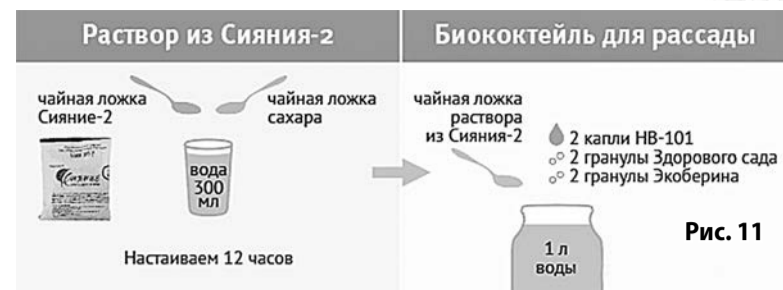 Раствор из Сияния-2
чайная ложка
Сияние-2
чайная ложка
сахара
вода
300
мл
Настаиваем 12 часов
Биококтейль для рассады
чайная ложка
раствора
из Сияния-2
2 капли НВ-101
2 гранулы Здорового сада
2 гранулы Экоберина
1 л
воды
Рис. 11